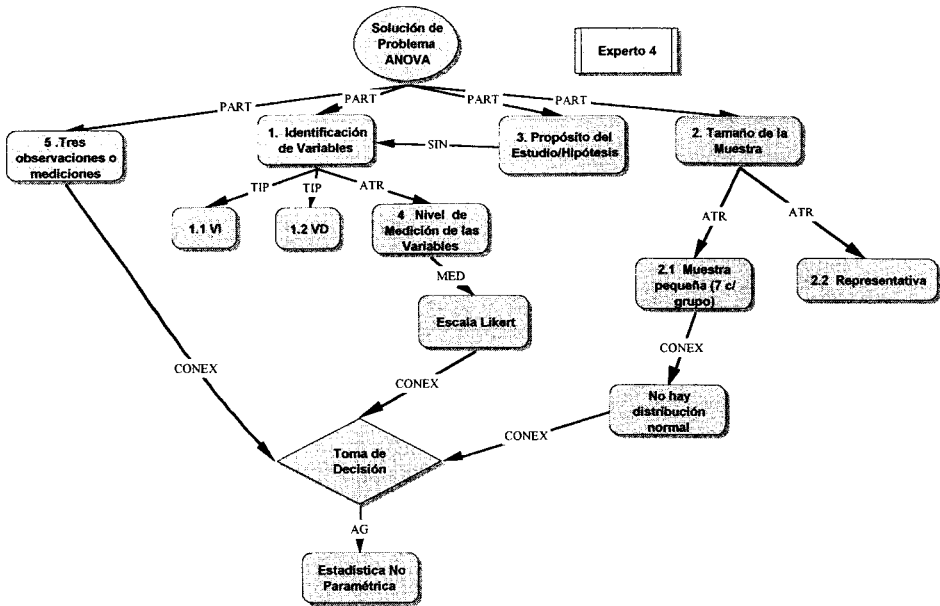 Solución de
Problema
ANOVA
Experto 4
PART
PART
PART
PART
5 .Tres
observaciones o
mediciones
1. Identificación
de Variables
SIN
3. Propósito del
Estudio/Hipótesis
2. Tamaño de la
Muestra
TIP
TIP
ATR
ATR
ATR
1.1 VI
1.2 VD
4 Nivel de
Medición de las
Variables
2.1 Muestra
pequeña (7 c/
grupo)
2.2 Representativa
MED
Escala Likert
CONEX
CONEX
CONEX
No hay
distribución
normal
CONEX
Toma de
Decisión
AG
Estadística No
Paramétrica